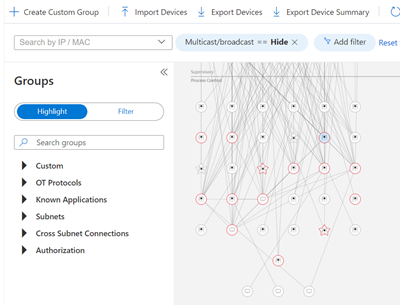 Create Custom Group Import Devices Export Devices Export Device Summary
Search by IP / MAC Multicast/broadcast == Hide Add filter Reset
Groups
Supervisory
Process Control
Highlight Filter
Search groups
Custom
OT Protocols
Known Applications
Subnets
Cross Subnet Connections
Authorization